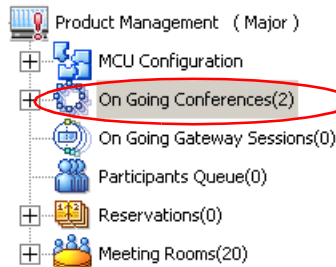 Product Management ( Major )
MCU Configuration
On Going Conferences(2)
On Going Gateway Sessions(0)
Participants Queue(0)
Reservations(0)
Meeting Rooms(20)